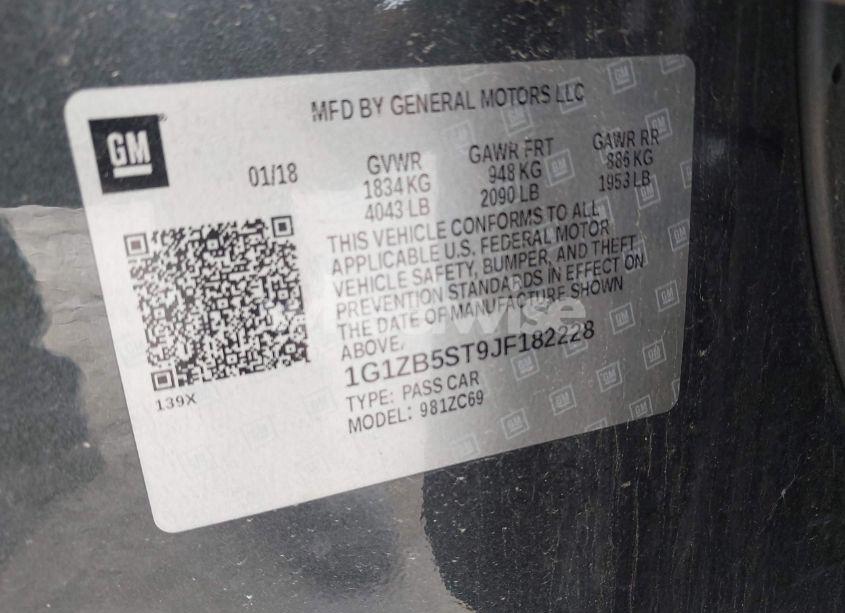 MFD BY GENERAL MOTORS LLC
GM
01/18
GVWR
1834 KG
4043 LB
GAWR FRT
948 KG
2090 LB
GAWR RR
886 KG
1953 LB
THIS VEHICLE CONFORMS TO ALL
APPLICABLE U.S. FEDERAL MOTOR
VEHICLE SAFETY, BUMPER, AND THEFT
PREVENTION STANDARDS IN EFFECT ON
THE DATE OF MANUFACTURE SHOWN
ABOVE.
1G1ZB5ST9JF182228
TYPE: PASS CAR
MODEL: 981ZC69
139X